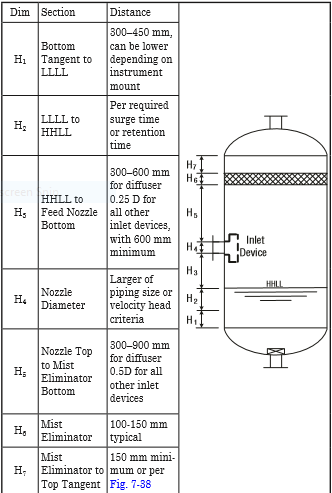 Dim Section Distance
H₁
Bottom
Tangent to
LLLL
300–450 mm,
can be lower
depending on
instrument
mount
H₂
LLLL to
HHLL
Per required
surge time
or retention
time
H₃
HHLL to
Feed Nozzle
Bottom
300–600 mm
for diffuser
0.25 D for
all other
inlet devices,
with 600 mm
minimum
H₄
Nozzle
Diameter
Larger of
piping size or
velocity head
criteria
H₅
Nozzle Top
to Mist
Eliminator
Bottom
300–900 mm
for diffuser
0.5D for all
other inlet
devices
H₆
Mist
Eliminator
100-150 mm
typical
H₇
Mist
Eliminator to
Top Tangent
150 mm mini-
mum or per
Fig. 7-38
H₇
H₆
H₅
H₄
Inlet
Device
H₃
HHLL
H₂
H₁